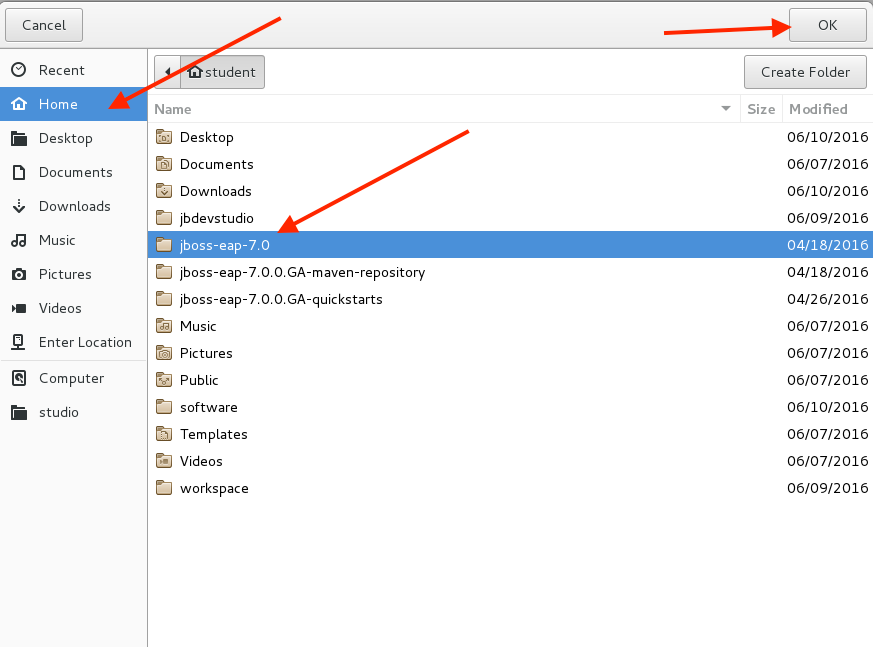 Cancel
OK
Recent
Home
Desktop
Documents
Downloads
Music
Pictures
Videos
Enter Location
Computer
studio
student
Create Folder
Name Size Modified
Desktop 06/10/2016
Documents 06/07/2016
Downloads 06/10/2016
jbdevstudio 06/09/2016
jboss-eap-7.0 04/18/2016
jboss-eap-7.0.0.GA-maven-repository 04/18/2016
jboss-eap-7.0.0.GA-quickstarts 04/26/2016
Music 06/07/2016
Pictures 06/07/2016
Public 06/07/2016
software 06/10/2016
Templates 06/07/2016
Videos 06/07/2016
workspace 06/09/2016